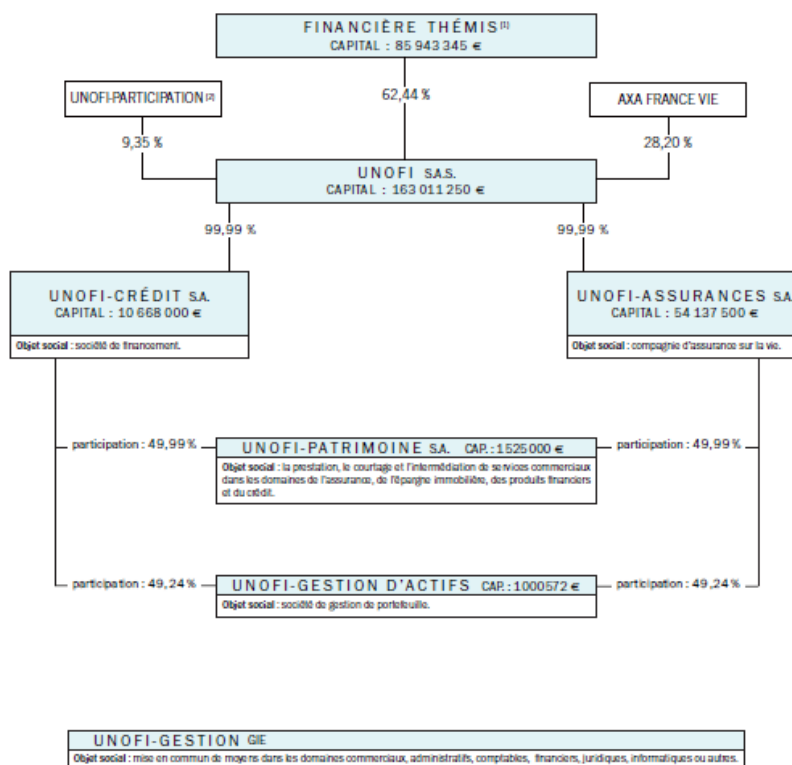 FINANCIÈRE THÉMIS [1]
CAPITAL : 85 943 345 €
UNOFI-PARTICIPATION [2]
62,44 %
AXA FRANCE VIE
9,35 %
28,20 %
UNOFI S.A.S.
CAPITAL : 163 011 250 €
99,99 %
99,99 %
UNOFI-CRÉDIT S.A.
CAPITAL : 10 668 000 €
Objet social : société de financement.
UNOFI-ASSURANCES S.A.
CAPITAL : 54 137 500 €
Objet social : compagnie d'assurance sur la vie.
participation : 49,99 %
UNOFI-PATRIMOINE S.A. CAP. : 1 525 000 €
participation : 49,99 %
Objet social : la prestation, le courtage et l'intermédiation de services commerciaux
dans les domaines de l'assurance, de l'épargne immobilière, des produits financiers
et du crédit.
participation : 49,24 %
UNOFI-GESTION D'ACTIFS CAP. : 1 000 572 €
participation : 49,24 %
Objet social : société de gestion de portefeuille.
UNOFI-GESTION GIE
Objet social : mise en commun de moyens dans les domaines commerciaux, administratifs, comptables, financiers, juridiques, informatiques ou autres.